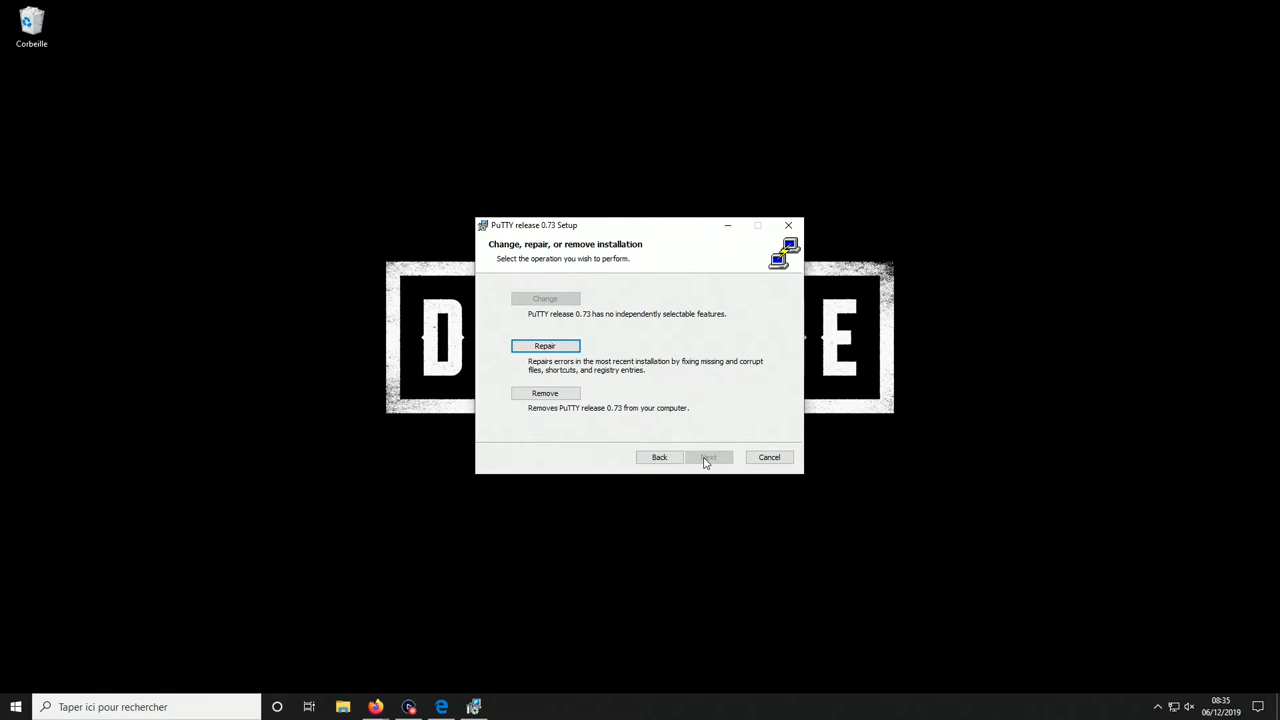 Corbeille
PuTTY release 0.73 Setup
Change, repair, or remove installation
Select the operation you wish to perform.
Change
PuTTY release 0.73 has no independently selectable features.
Repair
Repairs errors in the most recent installation by fixing missing and corrupt
files, shortcuts, and registry entries.
Remove
Removes PuTTY release 0.73 from your computer.
Back Next Cancel
D E
Taper ici pour rechercher
08:35
06/12/2019